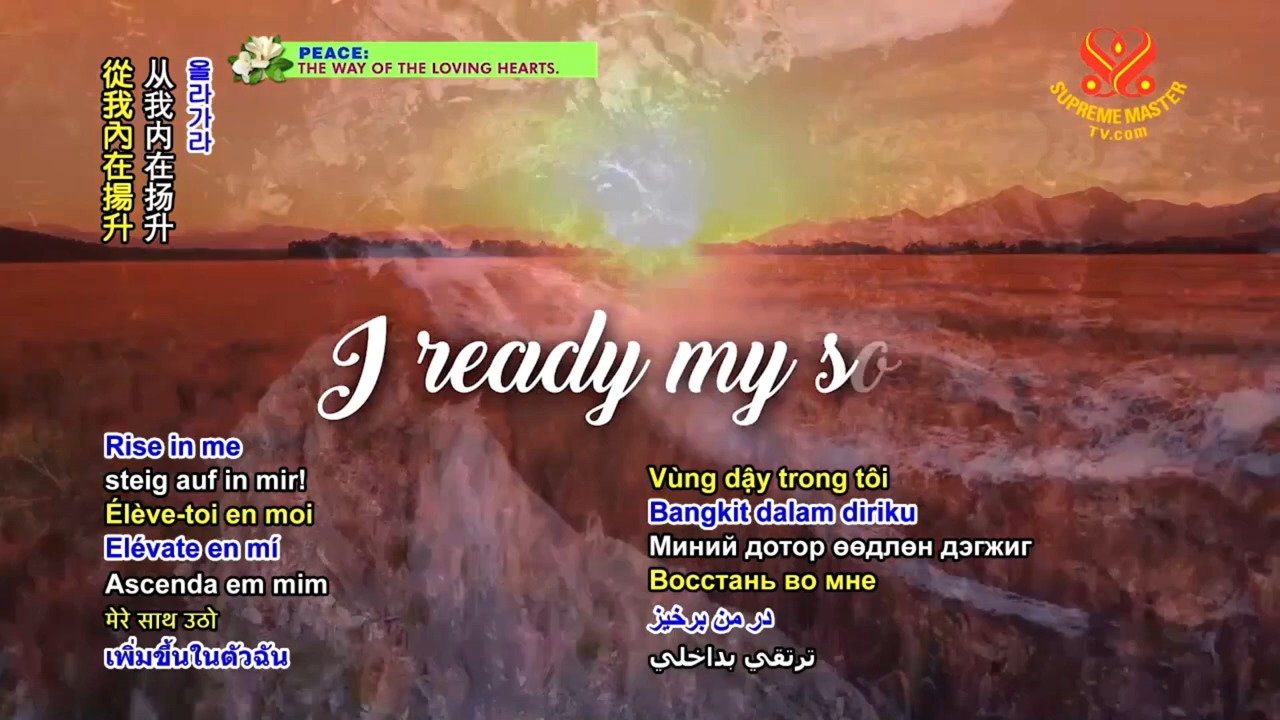 PEACE:
THE WAY OF THE LOVING HEARTS.
SUPREME MASTER
TV.com
올라가라
从我内在扬升
從我內在揚升
I ready my so
Rise in me
steig auf in mir!
Élève-toi en moi
Elévate en mí
Ascenda em mim
मेरे साथ उठो
เพิ่มขึ้นในตัวฉัน
Vùng dậy trong tôi
Bangkit dalam diriku
Миний дотор өөдлөн дэгжиг
Восстань во мне
در من برخیز
ترتقي بداخلي